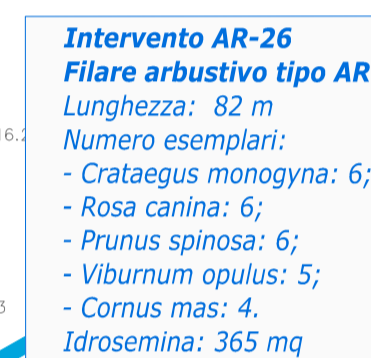 Intervento AR-26
Filare arbustivo tipo AR
Lunghezza: 82 m
Numero esemplari:
- Crataegus monogyna: 6;
- Rosa canina: 6;
- Prunus spinosa: 6;
- Viburnum opulus: 5;
- Cornus mas: 4.
Idrosemina: 365 mq